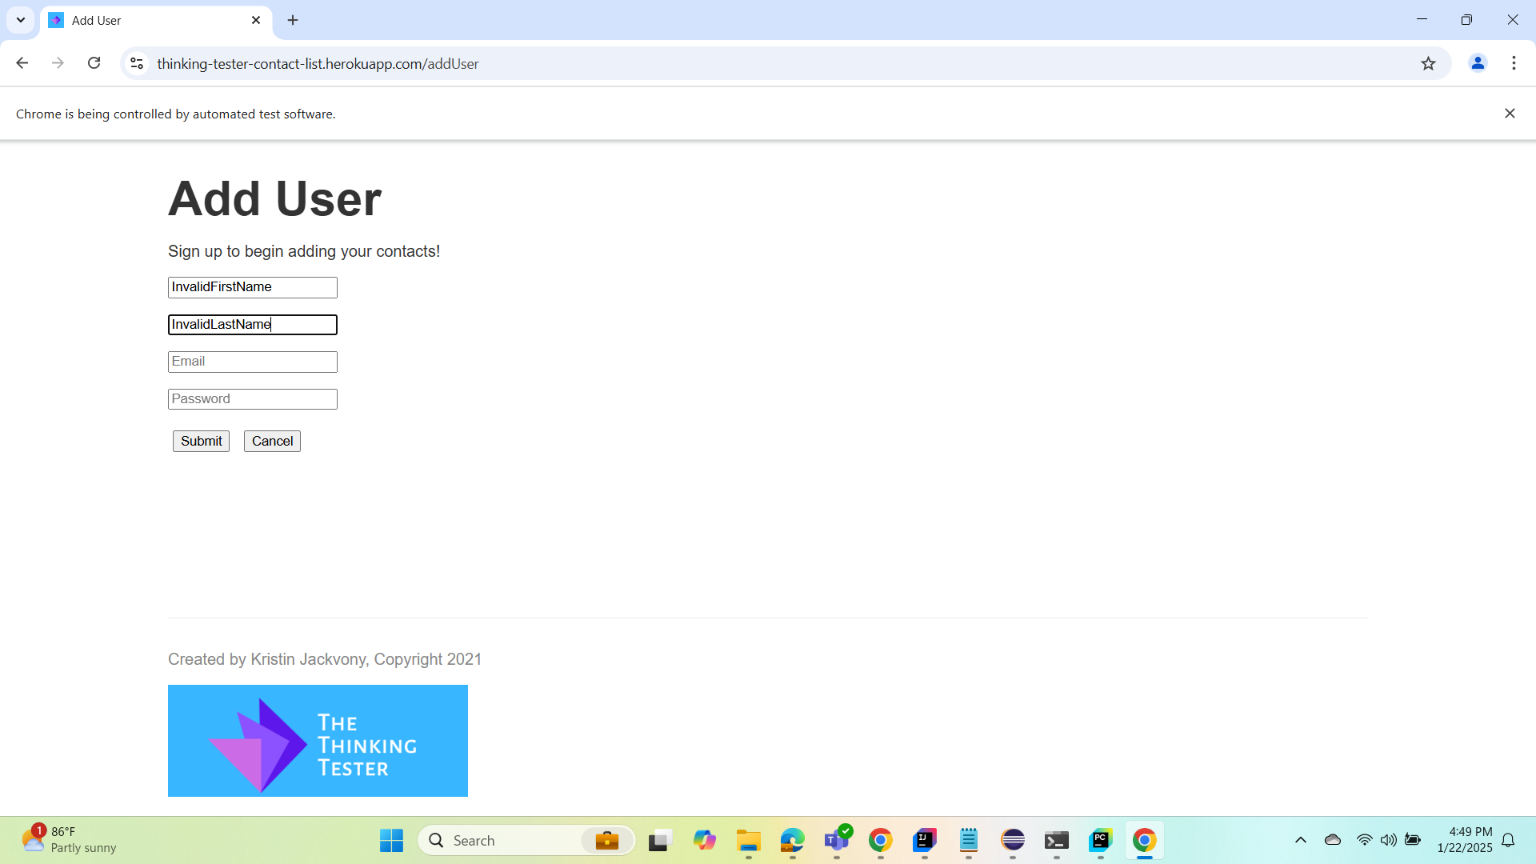 Add User
thinking-tester-contact-list.herokuapp.com/addUser
Chrome is being controlled by automated test software.
Add User
Sign up to begin adding your contacts!
InvalidFirstName
InvalidLastName
Email
Password
Submit Cancel
Created by Kristin Jackvony, Copyright 2021
THE
THINKING
TESTER
1
86°F
Partly sunny
Search
4:49 PM
1/22/2025